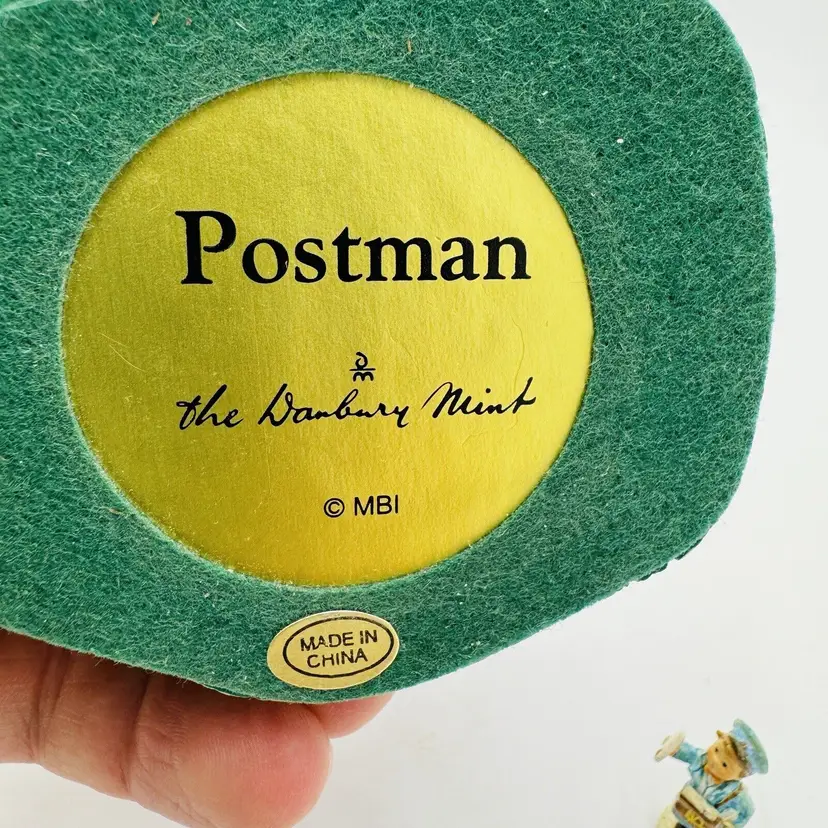 Postman
the Danbury Mint
© MBI
MADE IN
CHINA